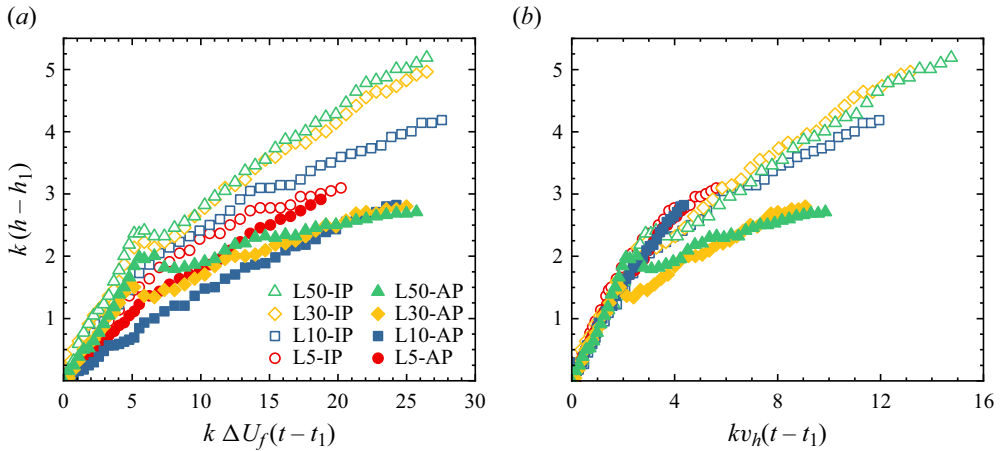 (a)
(b)
k (h – h1)
5
4
3
2
1
0
5
10
15
20
25
30
k ΔUf (t – t1)
L50-IP
L50-AP
L30-IP
L30-AP
L10-IP
L10-AP
L5-IP
L5-AP
5
4
3
2
1
0
4
8
12
16
kvh(t – t1)